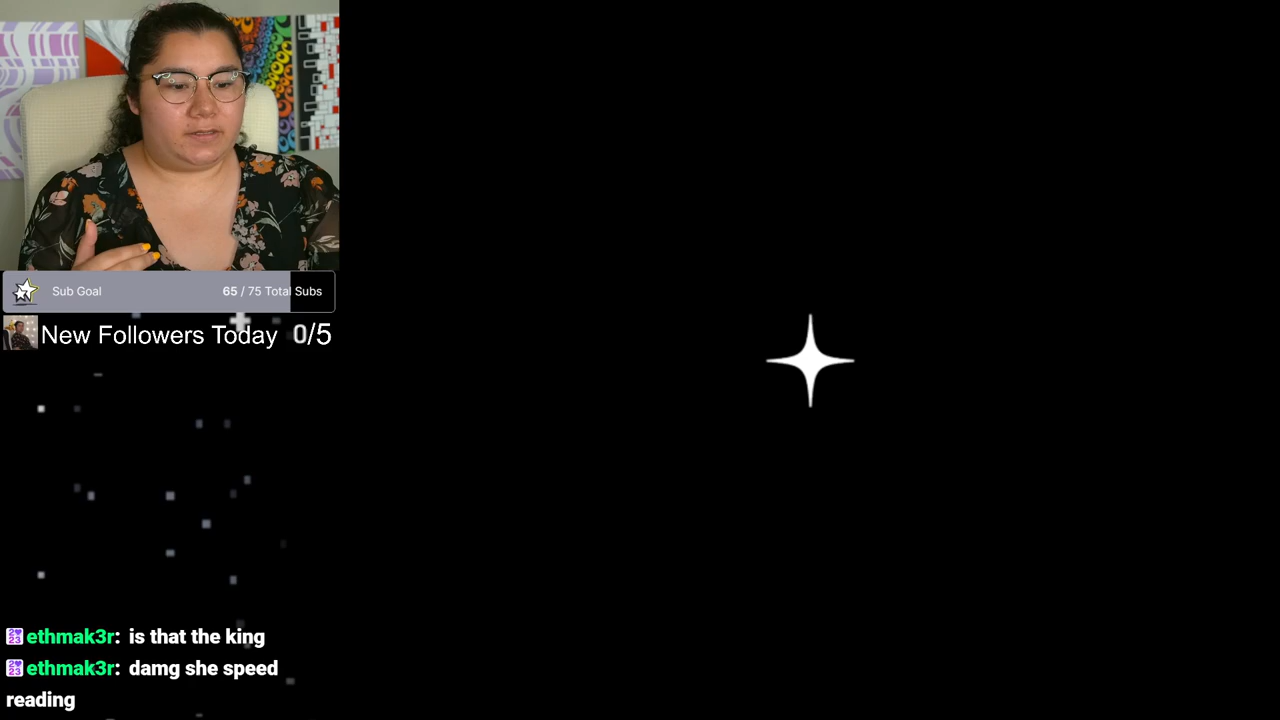 Sub Goal 65 / 75 Total Subs
New Followers Today 0/5
ethmak3r: is that the king
ethmak3r: damg she speed
reading